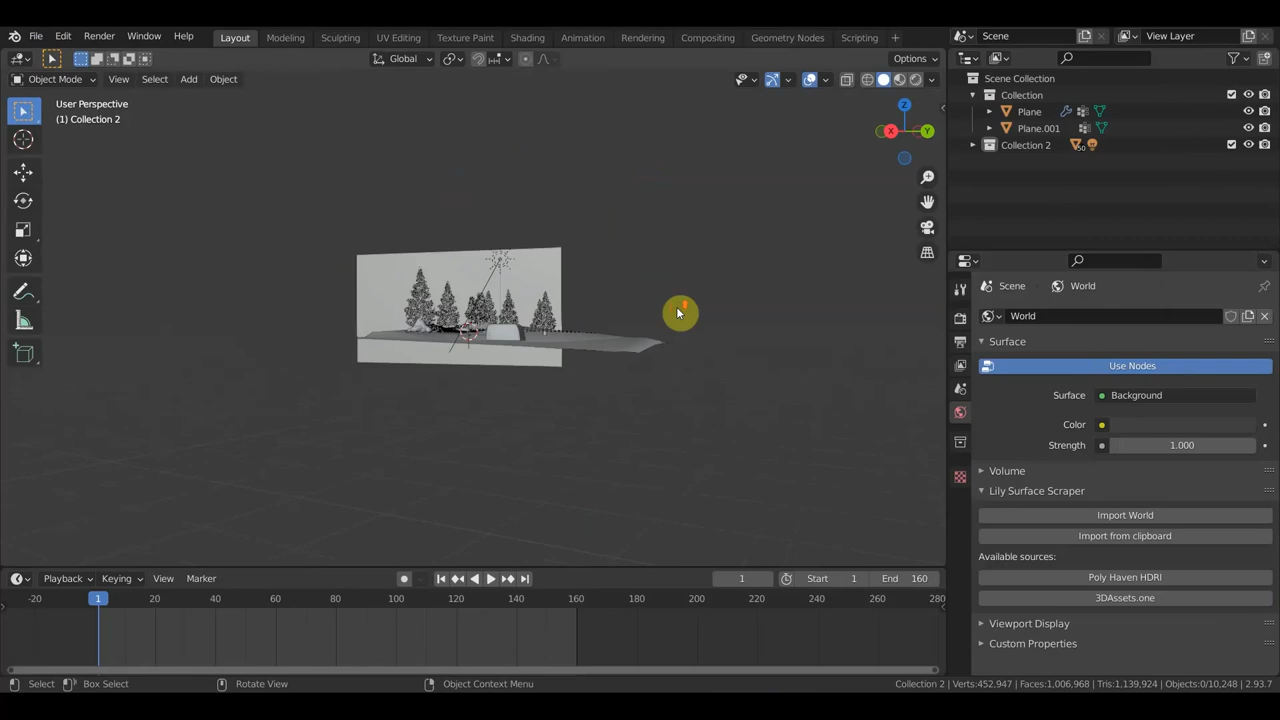 File Edit Render Window Help Layout Modeling Sculpting UV Editing Texture Paint Shading Animation Rendering Compositing Geometry Nodes Scripting + Scene View Layer
Global Options
Object Mode View Select Add Object
User Perspective
(1) Collection 2
Z
X
Y
Scene Collection
Collection
Plane
Plane.001
Collection 2 50
Scene World
World
Surface
Use Nodes
Surface Background
Color
Strength 1.000
Volume
Lily Surface Scraper
Import World
Import from clipboard
Available sources:
Poly Haven HDRI
3DAssets.one
Viewport Display
Custom Properties
Playback Keying View Marker 1 Start 1 End 160
-20 1 20 40 60 80 100 120 140 160 180 200 220 240 260 280
Select Box Select Rotate View Object Context Menu Collection 2 | Verts:452,947 | Faces:1,006,968 | Tris:1,139,924 | Objects:0/10,248 | 2.93.7